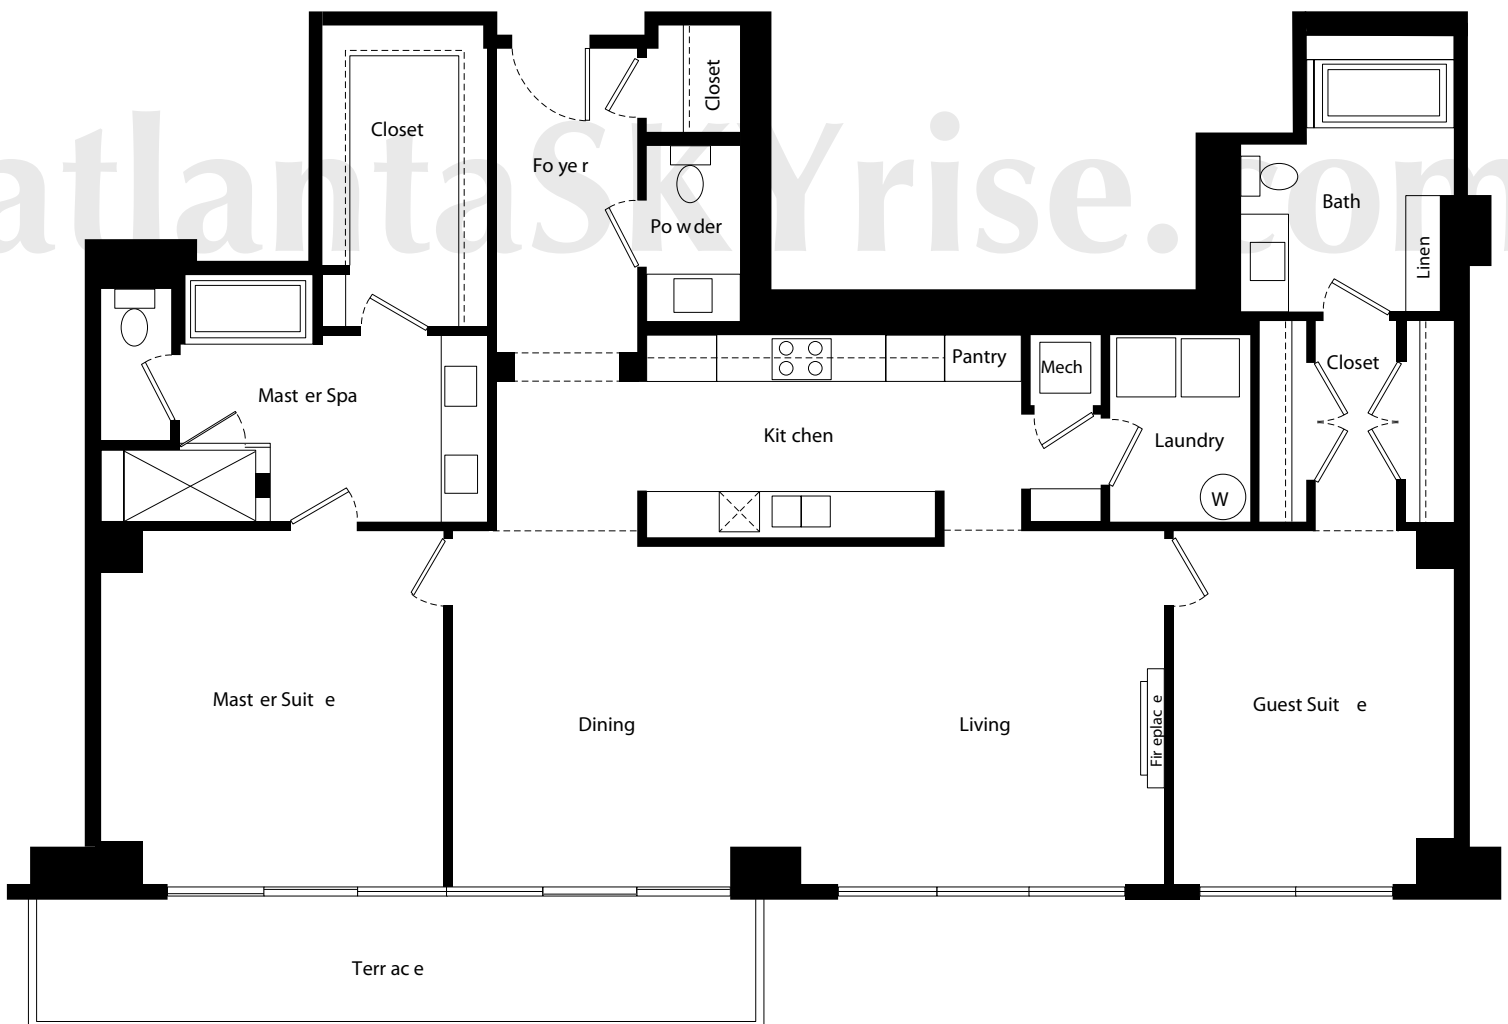 atlantaSKYrise.com
Closet
Closet
Foyer
Powder
Bath
Linen
Master Spa
Pantry
Mech
Closet
Kitchen
Laundry
W
Master Suite
Dining
Living
Fireplace
Guest Suite
Terrace